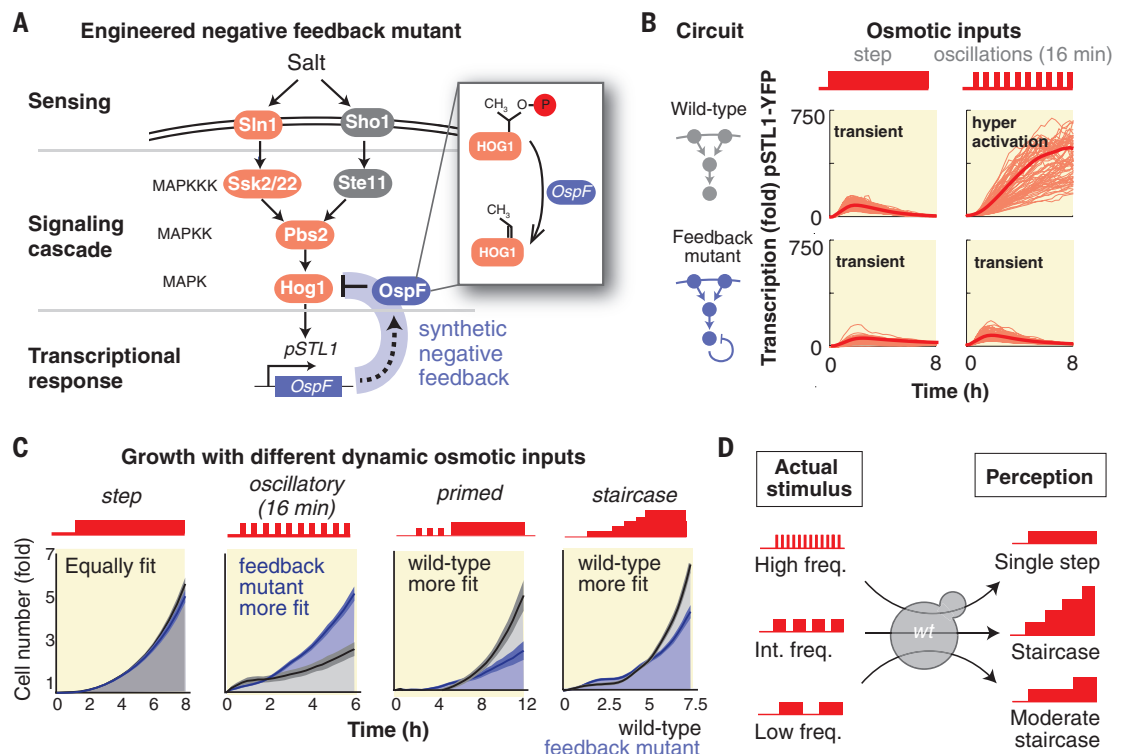 A
Engineered negative feedback mutant
Salt
Sensing
Sln1
Sho1
Signaling
cascade
MAPKKK
Ssk2/22
Ste11
MAPKK
Pbs2
MAPK
Hog1
OspF
Transcriptional
response
pSTL1
OspF
synthetic
negative
feedback
CH3
O
P
HOG1
OspF
CH3
HOG1
B
Circuit
Osmotic inputs
step
oscillations (16 min)
Wild-type
Feedback
mutant
Transcription (fold) pSTL1-YFP
750
0
transient
hyper
activation
750
0
transient
transient
0
8
0
8
Time (h)
C
Growth with different dynamic osmotic inputs
step
oscillatory
(16 min)
primed
staircase
Cell number (fold)
7
5
3
1
Equally fit
feedback
mutant
more fit
wild-type
more fit
wild-type
more fit
0 2 4 6 8
0 2 4 6
0 4 8 12
0 2.5 5 7.5
Time (h)
wild-type
feedback mutant
D
Actual
stimulus
Perception
High freq.
Single step
wt
Int. freq.
Staircase
Low freq.
Moderate
staircase